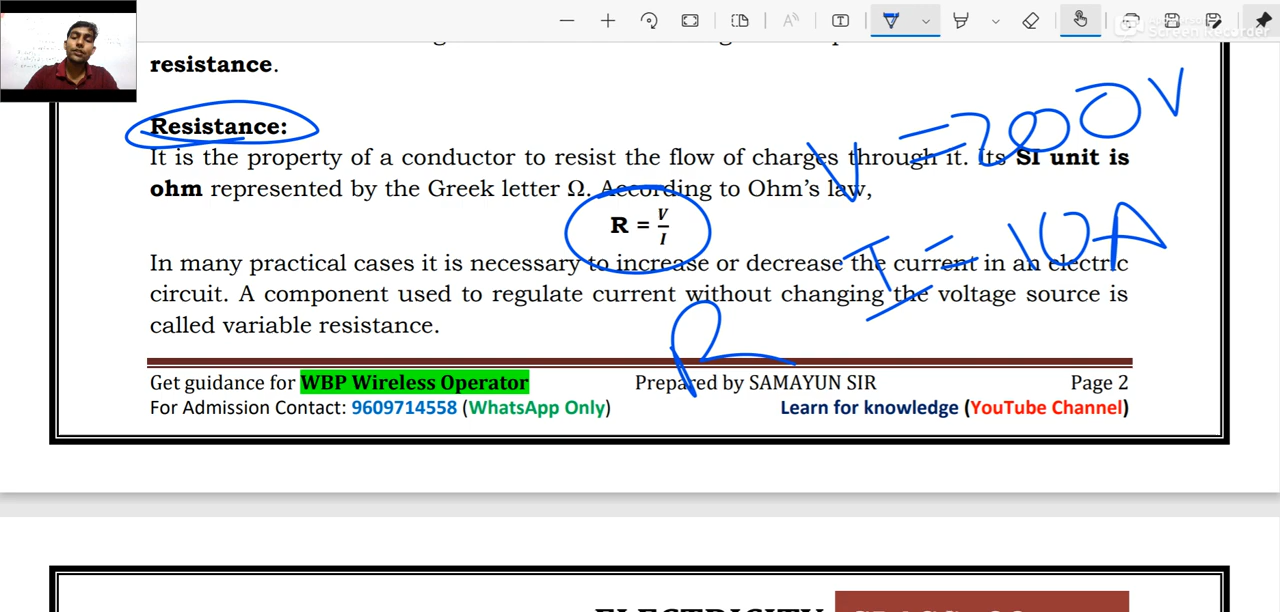 resistance.
Resistance:
It is the property of a conductor to resist the flow of charges through it. Its SI unit is
ohm represented by the Greek letter Ω. According to Ohm's law,
R = V/I
In many practical cases it is necessary to increase or decrease the current in an electric
circuit. A component used to regulate current without changing the voltage source is
called variable resistance.
V = 200V
I = 10A
R
Get guidance for WBP Wireless Operator Prepared by SAMAYUN SIR Page 2
For Admission Contact: 9609714558 (WhatsApp Only) Learn for knowledge (YouTube Channel)
ELECTRICITY